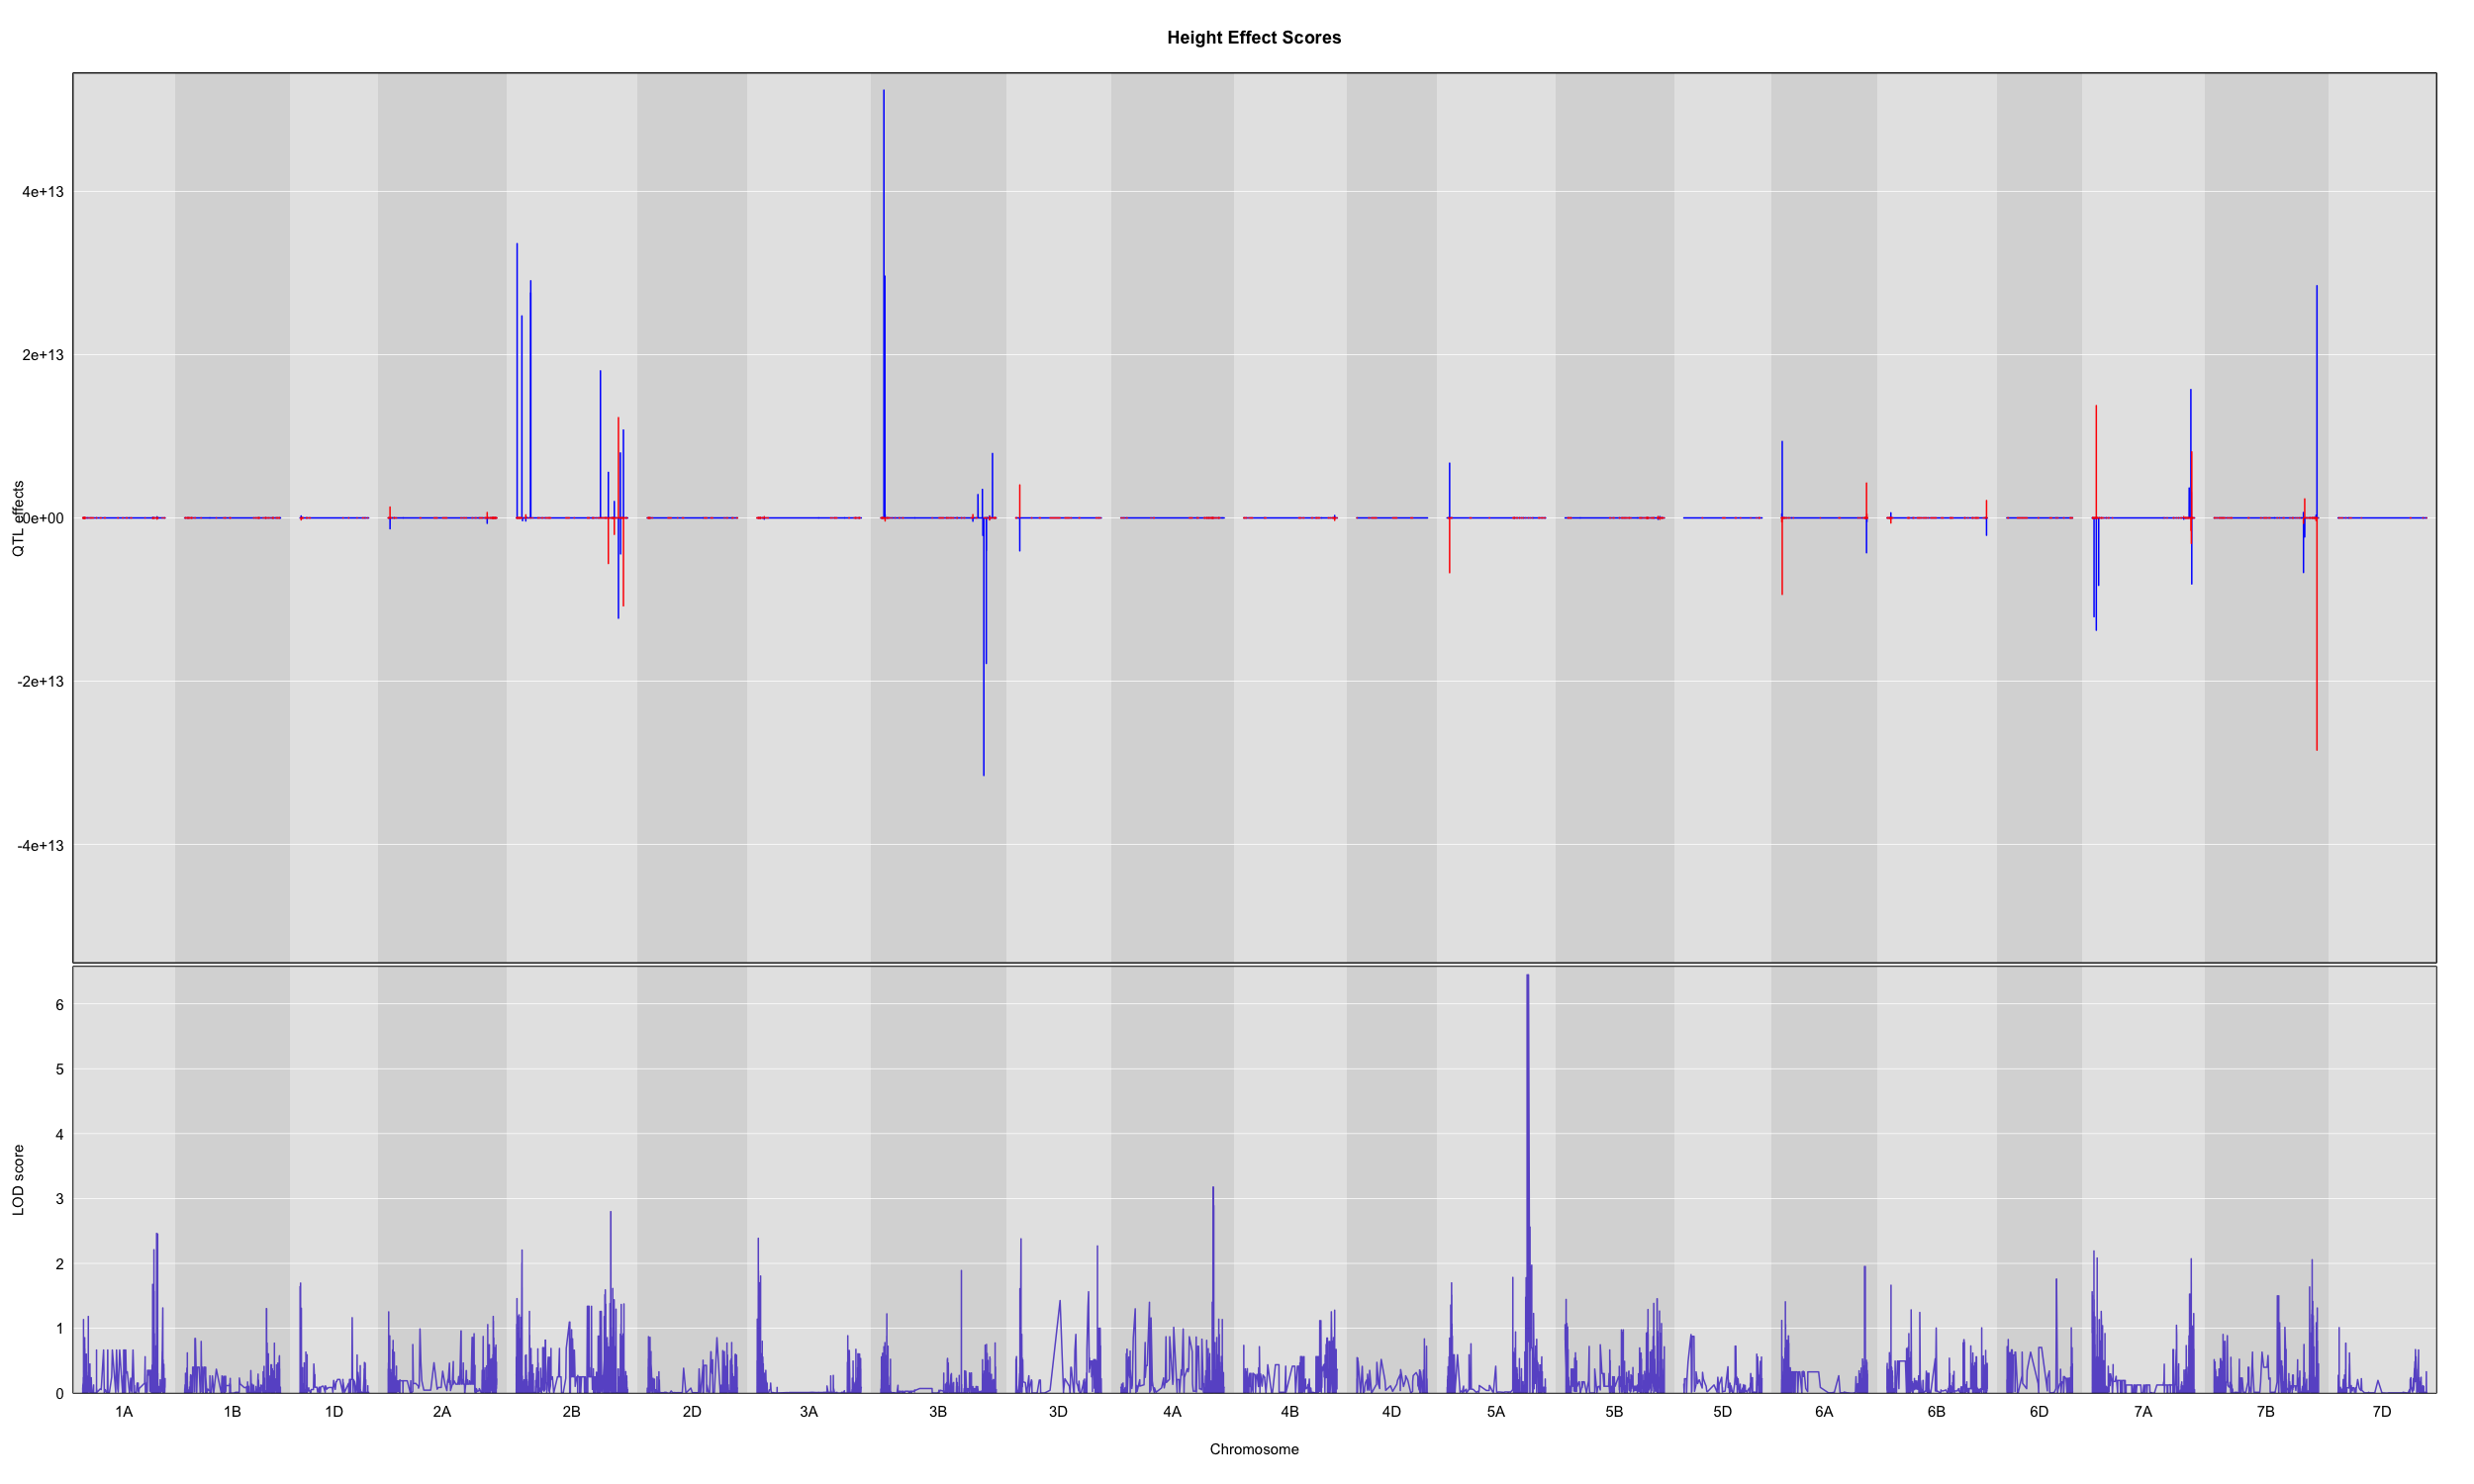 Height Effect Scores
QTL effects
4e+13
2e+13
0e+00
-2e+13
-4e+13
LOD score
6
5
4
3
2
1
0
1A 1B 1D 2A 2B 2D 3A 3B 3D 4A 4B 4D 5A 5B 5D 6A 6B 6D 7A 7B 7D
Chromosome